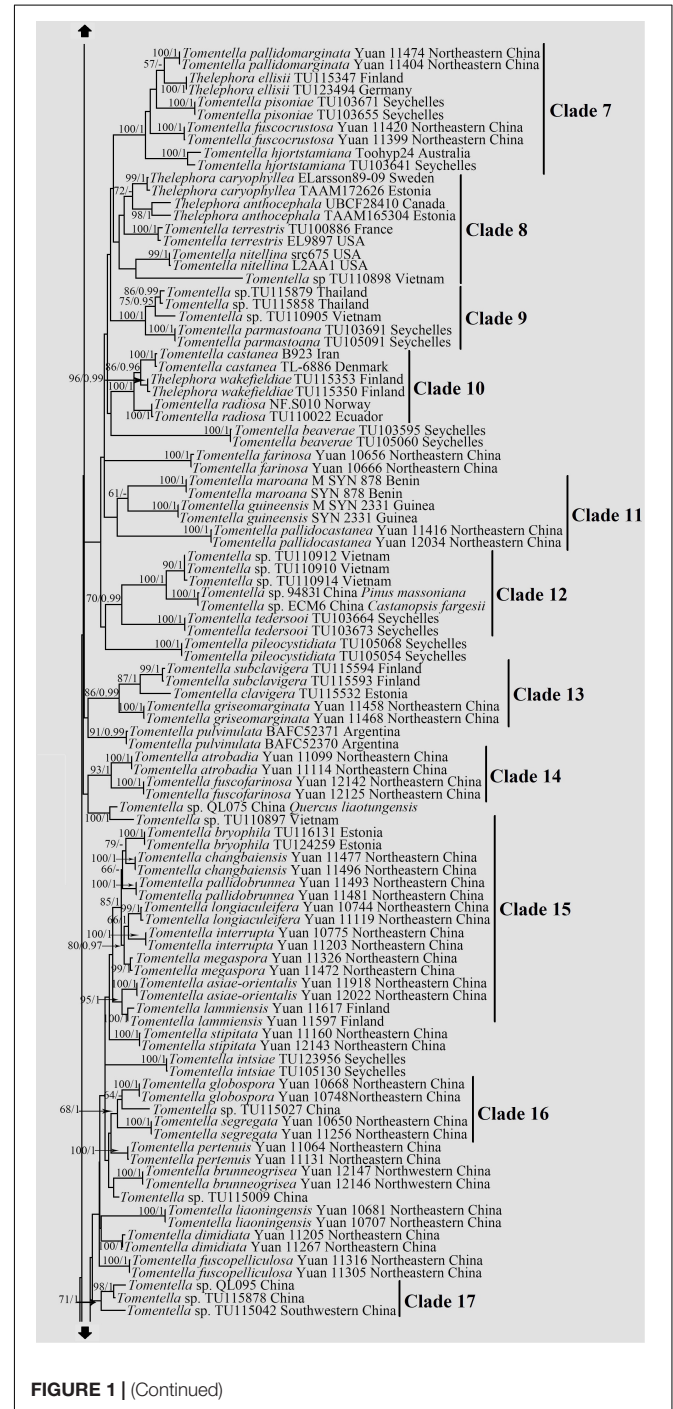 100/1 Tomentella pallidomarginata Yuan 11474 Northeastern China
57/- Tomentella pallidomarginata Yuan 11404 Northeastern China
Thelephora ellisii TU115347 Finland
100/1 Thelephora ellisii TU123494 Germany
100/1 Tomentella pisoniae TU103671 Seychelles
Tomentella pisoniae TU103655 Seychelles
Clade 7
100/1 100/1 Tomentella fuscocrustosa Yuan 11420 Northeastern China
Tomentella fuscocrustosa Yuan 11399 Northeastern China
100/1 Tomentella hjortstamiana Toohyp24 Australia
Tomentella hjortstamiana TU103641 Seychelles
99/1 Thelephora caryophyllea ELarsson89-09 Sweden
72/- Thelephora caryophyllea TAAM172626 Estonia
Thelephora anthocephala UBCF28410 Canada
98/1 Thelephora anthocephala TAAM165304 Estonia
100/1 Tomentella terrestris TU100886 France
Clade 8
Tomentella terrestris EL9897 USA
99/1 Tomentella nitellina src675 USA
Tomentella nitellina L2AA1 USA
Tomentella sp TU110898 Vietnam
86/0.99 Tomentella sp.TU115879 Thailand
75/0.95 Tomentella sp. TU115858 Thailand
Tomentella sp. TU110905 Vietnam
Clade 9
100/1 100/1 Tomentella parmastoana TU103691 Seychelles
Tomentella parmastoana TU105091 Seychelles
100/1 Tomentella castanea B923 Iran
86/0.96 Tomentella castanea TL-6886 Denmark
96/0.99 Thelephora wakefieldiae TU115353 Finland
100/1 Thelephora wakefieldiae TU115350 Finland
Clade 10
Tomentella radiosa NF.S010 Norway
100/1 Tomentella radiosa TU110022 Ecuador
100/1 Tomentella beaverae TU103595 Seychelles
Tomentella beaverae TU105060 Seychelles
100/1 Tomentella farinosa Yuan 10656 Northeastern China
Tomentella farinosa Yuan 10666 Northeastern China
100/1 Tomentella maroana M SYN 878 Benin
61/- Tomentella maroana SYN 878 Benin
100/1 Tomentella guineensis M SYN 2331 Guinea
Clade 11
Tomentella guineensis SYN 2331 Guinea
100/1 Tomentella pallidocastanea Yuan 11416 Northeastern China
Tomentella pallidocastanea Yuan 12034 Northeastern China
Tomentella sp. TU110912 Vietnam
90/1 Tomentella sp. TU110910 Vietnam
100/1 Tomentella sp. TU110914 Vietnam
100/1 Tomentella sp. 94831 China Pinus massoniana
Clade 12
70/0.99 Tomentella sp. ECM6 China Castanopsis fargesii
100/1 Tomentella tedersooi TU103664 Seychelles
Tomentella tedersooi TU103673 Seychelles
100/1 Tomentella pileocystidiata TU105068 Seychelles
Tomentella pileocystidiata TU105054 Seychelles
99/1 Tomentella subclavigera TU115594 Finland
87/1 Tomentella subclavigera TU115593 Finland
86/0.99 Tomentella clavigera TU115532 Estonia
Clade 13
100/1 Tomentella griseomarginata Yuan 11458 Northeastern China
Tomentella griseomarginata Yuan 11468 Northeastern China
91/0.99 Tomentella pulvinulata BAFC52371 Argentina
Tomentella pulvinulata BAFC52370 Argentina
100/1 Tomentella atrobadia Yuan 11099 Northeastern China
93/1 Tomentella atrobadia Yuan 11114 Northeastern China
Clade 14
100/1 Tomentella fuscofarinosa Yuan 12142 Northeastern China
Tomentella fuscofarinosa Yuan 12125 Northeastern China
Tomentella sp. QL075 China Quercus liaotungensis
100/1 Tomentella sp. TU110897 Vietnam
100/1 Tomentella bryophila TU116131 Estonia
79/- Tomentella bryophila TU124259 Estonia
100/1 Tomentella changbaiensis Yuan 11477 Northeastern China
66/- Tomentella changbaiensis Yuan 11496 Northeastern China
100/1 Tomentella pallidobrunnea Yuan 11493 Northeastern China
Tomentella pallidobrunnea Yuan 11481 Northeastern China
Clade 15
85/1 99/1 Tomentella longiaculeifera Yuan 10744 Northeastern China
66/1 Tomentella longiaculeifera Yuan 11119 Northeastern China
100/1 Tomentella interrupta Yuan 10775 Northeastern China
80/0.97 Tomentella interrupta Yuan 11203 Northeastern China
Tomentella megaspora Yuan 11326 Northeastern China
99/1 Tomentella megaspora Yuan 11472 Northeastern China
100/1 Tomentella asiae-orientalis Yuan 11918 Northeastern China
95/1 Tomentella asiae-orientalis Yuan 12022 Northeastern China
Tomentella lammiensis Yuan 11617 Finland
100/1 Tomentella lammiensis Yuan 11597 Finland
100/1 Tomentella stipitata Yuan 11160 Northeastern China
Tomentella stipitata Yuan 12143 Northeastern China
100/1 Tomentella intsiae TU123956 Seychelles
Tomentella intsiae TU105130 Seychelles
100/1 Tomentella globospora Yuan 10668 Northeastern China
54/- Tomentella globospora Yuan 10748Northeastern China
68/1 Tomentella sp. TU115027 China
Clade 16
100/1 Tomentella segregata Yuan 10650 Northeastern China
Tomentella segregata Yuan 11256 Northeastern China
100/1 Tomentella pertenuis Yuan 11064 Northeastern China
Tomentella pertenuis Yuan 11131 Northeastern China
100/1 Tomentella brunneogrisea Yuan 12147 Northwestern China
Tomentella brunneogrisea Yuan 12146 Northwestern China
Tomentella sp. TU115009 China
100/1 Tomentella liaoningensis Yuan 10681 Northeastern China
Tomentella liaoningensis Yuan 10707 Northeastern China
Tomentella dimidiata Yuan 11205 Northeastern China
100/1 Tomentella dimidiata Yuan 11267 Northeastern China
100/1 Tomentella fuscopelliculosa Yuan 11316 Northeastern China
Tomentella fuscopelliculosa Yuan 11305 Northeastern China
98/1 Tomentella sp. QL095 China
71/1 Tomentella sp. TU115878 China
Clade 17
Tomentella sp. TU115042 Southwestern China
FIGURE 1 | (Continued)